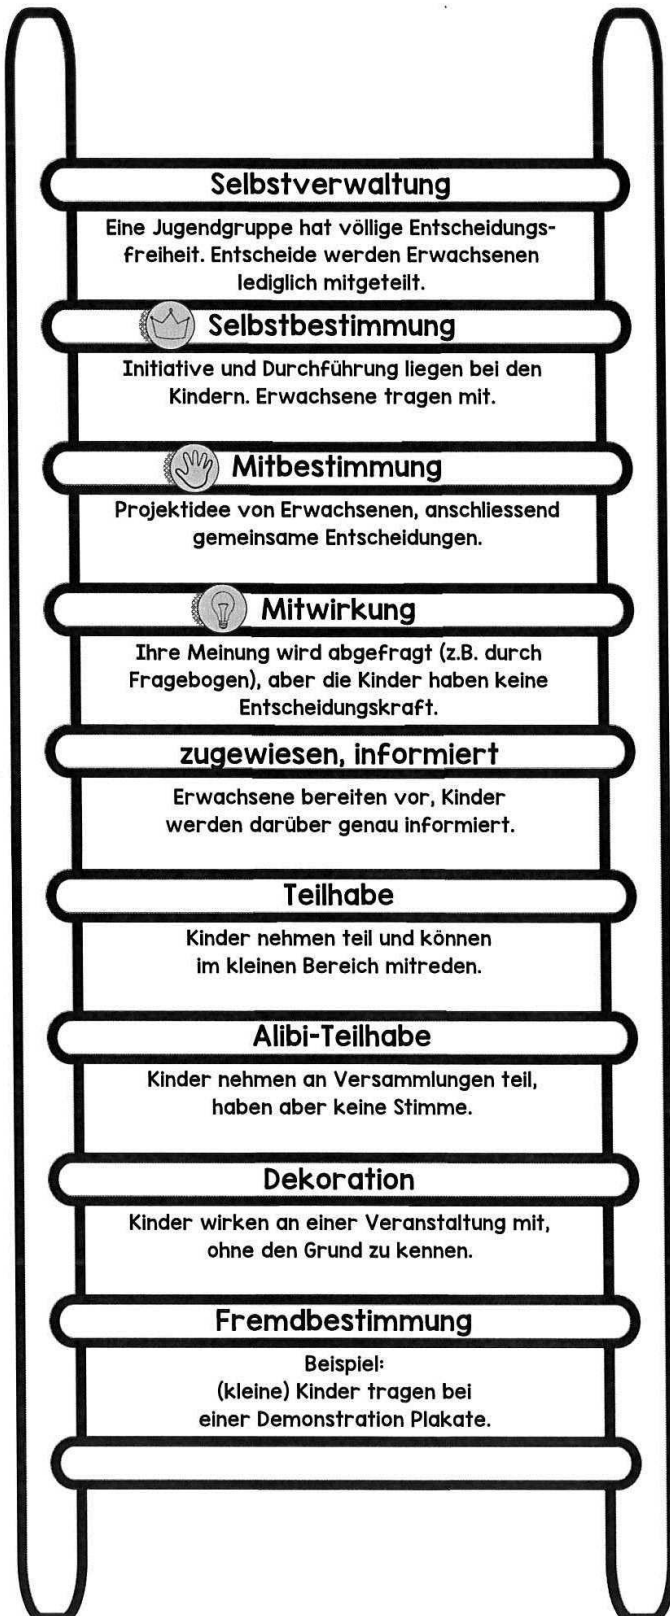 Selbstverwaltung
Eine Jugendgruppe hat völlige Entscheidungs-
freiheit. Entscheide werden Erwachsenen
lediglich mitgeteilt.
Selbstbestimmung
Initiative und Durchführung liegen bei den
Kindern. Erwachsene tragen mit.
Mitbestimmung
Projektidee von Erwachsenen, anschliessend
gemeinsame Entscheidungen.
Mitwirkung
Ihre Meinung wird abgefragt (z.B. durch
Fragebogen), aber die Kinder haben keine
Entscheidungskraft.
zugewiesen, informiert
Erwachsene bereiten vor, Kinder
werden darüber genau informiert.
Teilhabe
Kinder nehmen teil und können
im kleinen Bereich mitreden.
Alibi-Teilhabe
Kinder nehmen an Versammlungen teil,
haben aber keine Stimme.
Dekoration
Kinder wirken an einer Veranstaltung mit,
ohne den Grund zu kennen.
Fremdbestimmung
Beispiel:
(kleine) Kinder tragen bei
einer Demonstration Plakate.